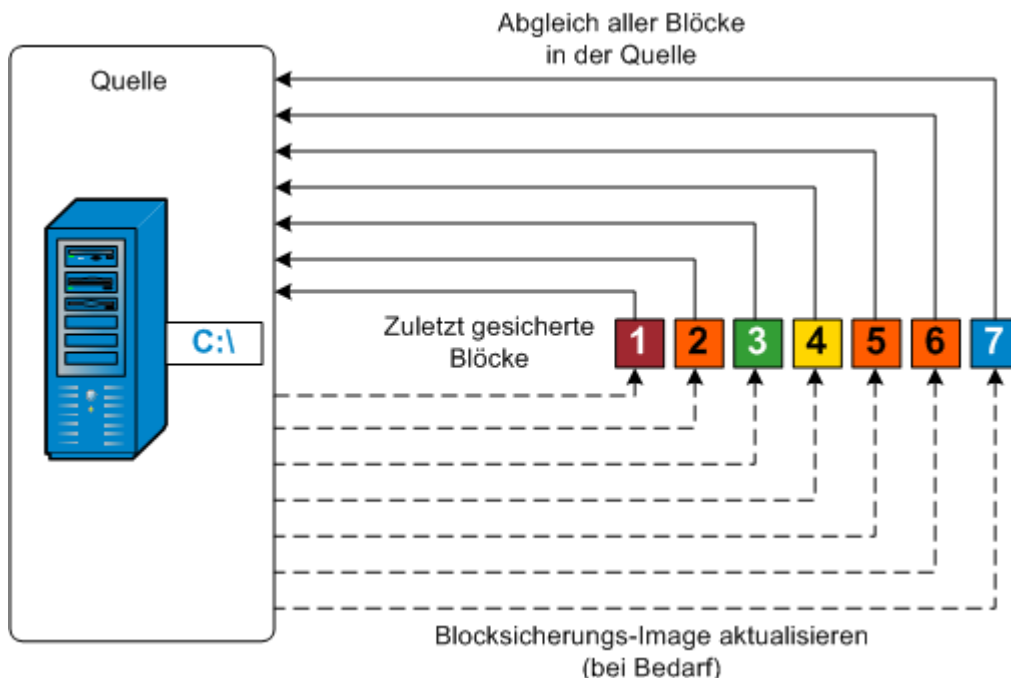 Abgleich aller Blöcke
in der Quelle
Quelle
C:\
Zuletzt gesicherte
Blöcke
1 2 3 4 5 6 7
Blocksicherungs-Image aktualisieren
(bei Bedarf)